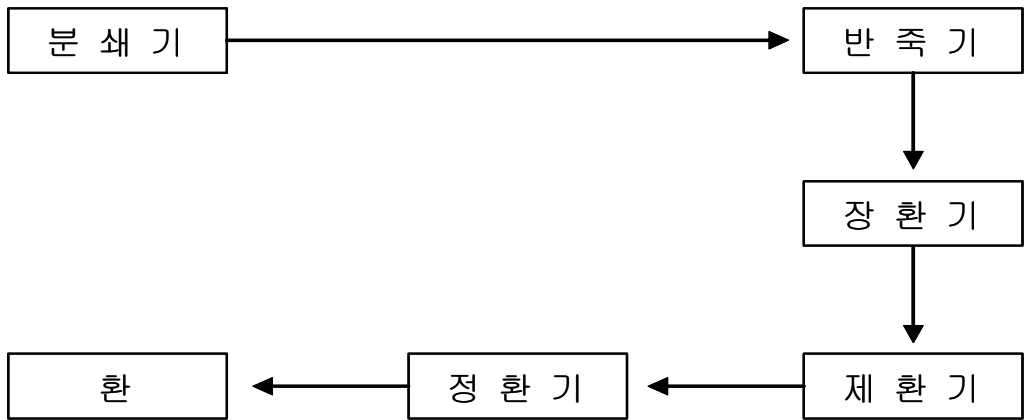 분 쇄 기
반 죽 기
장 환 기
제 환 기
정 환 기
환